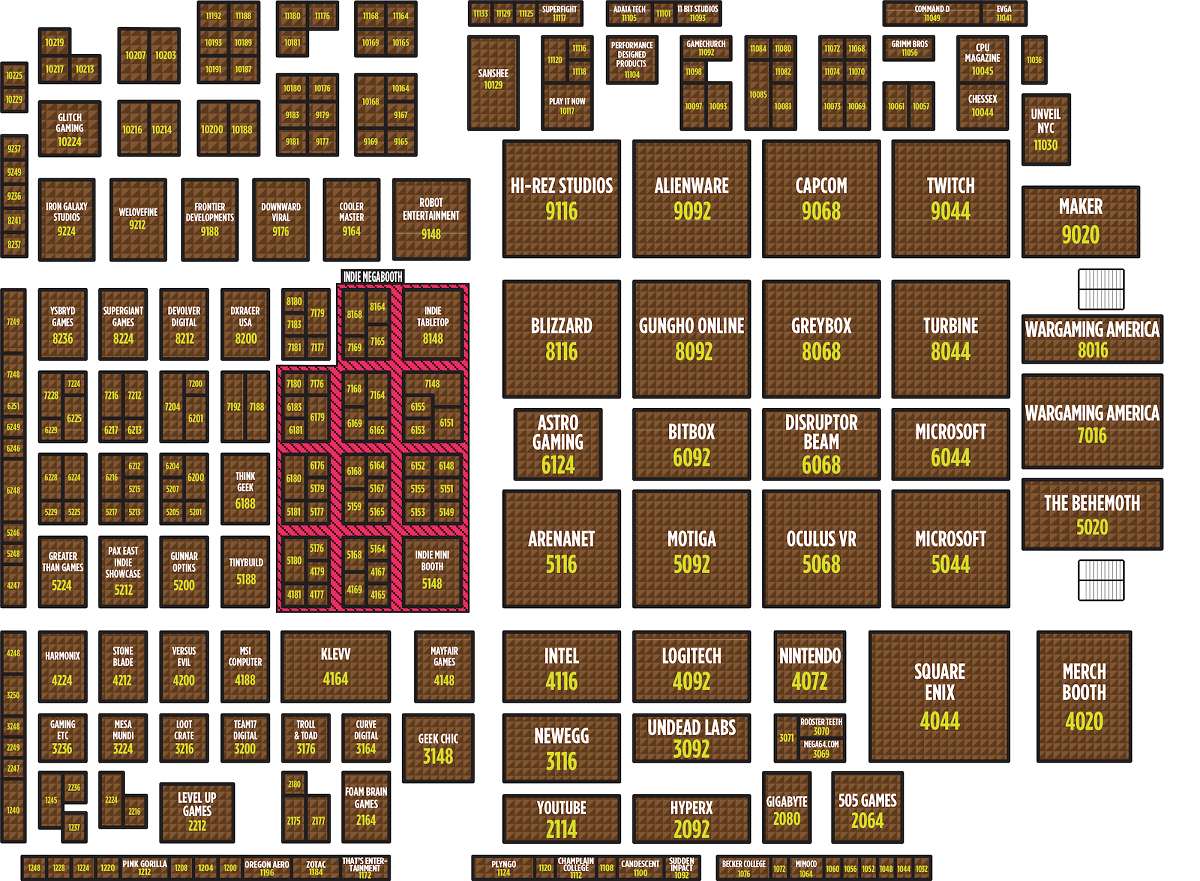 11192 11188 11180 11176 11168 11164
11133 11129 11125 SUPERFIGHT
11117
ADATA TECH
11105
11101 11 BIT STUDIOS
11093
COMMAND D
11049
EVGA
11041
10219
10207 10203
10193 10189
10181
10169 10165
10217 10213
10191 10187
10225
10229
SANSHEE
10129
11120 11116
11118
PLAY IT NOW
10117
PERFORMANCE
DESIGNED
PRODUCTS
11104
GAMECHURCH
11092
11098
10097 10093
11084 11080
11082
10085 10081
11072 11068
11074 11070
10073 10069
GRIMM BROS
11056
10061 10057
CPU
MAGAZINE
10045
CHESSEX
10044
11036
UNVEIL
NYC
11030
GLITCH
GAMING
10224
10216 10214
10200 10188
10180 10176
9183 9179
9181 9177
10168 10164
9167
9169 9165
9237
9249
9236
8241
8237
IRON GALAXY
STUDIOS
9224
WELOVEFINE
9212
FRONTIER
DEVELOPMENTS
9188
DOWNWARD
VIRAL
9176
COOLER
MASTER
9164
ROBOT
ENTERTAINMENT
9148
HI-REZ STUDIOS
9116
ALIENWARE
9092
CAPCOM
9068
TWITCH
9044
MAKER
9020
INDIE MEGABOOTH
7249
YSBRYD
GAMES
8236
SUPERGIANT
GAMES
8224
DEVOLVER
DIGITAL
8212
DXRACER
USA
8200
8180 7179
7183
7181 7177
8168 8164
7169 7165
INDIE
TABLETOP
8148
BLIZZARD
8116
GUNGHO ONLINE
8092
GREYBOX
8068
TURBINE
8044
WARGAMING AMERICA
8016
7248
6251
6249
6246
7228 7224
6229 6225
7216 7212
6217 6213
7204 7200
6201
7192 7188
7180 7176
6183 6179
6181
7168 7164
6169 6165
7148
6155
6153 6151
ASTRO
GAMING
6124
BITBOX
6092
DISRUPTOR
BEAM
6068
MICROSOFT
6044
WARGAMING AMERICA
7016
6248
6228 6224
5229 5225
6216 6212
5215
5217 5213
6204 6200
5207
5205 5201
THINK
GEEK
6188
6180 6176
5179
5181 5177
6168 6164
5167
5159 5165
6152 6148
5155 5151
5153 5149
ARENANET
5116
MOTIGA
5092
OCULUS VR
5068
MICROSOFT
5044
THE BEHEMOTH
5020
5246
5248
4247
GREATER
THAN GAMES
5224
PAX EAST
INDIE
SHOWCASE
5212
GUNNAR
OPTIKS
5200
TINYBUILD
5188
5180 5176
4179
4181 4177
5168 5164
4167
4169 4165
INDIE MINI
BOOTH
5148
4248
3250
HARMONIX
4224
STONE
BLADE
4212
VERSUS
EVIL
4200
MSI
COMPUTER
4188
KLEVV
4164
MAYFAIR
GAMES
4148
INTEL
4116
LOGITECH
4092
NINTENDO
4072
SQUARE
ENIX
4044
MERCH
BOOTH
4020
3248
2249
2247
1240
GAMING
ETC
3236
MESA
MUNDI
3224
LOOT
CRATE
3216
TEAM17
DIGITAL
3200
TROLL
& TOAD
3176
CURVE
DIGITAL
3164
GEEK CHIC
3148
NEWEGG
3116
UNDEAD LABS
3092
3071 ROOSTER TEETH
3070
MEGA64.COM
3069
1245 2236
1237
2224 2216
LEVEL UP
GAMES
2212
2180
2175 2177
FOAM BRAIN
GAMES
2164
YOUTUBE
2114
HYPERX
2092
GIGABYTE
2080
505 GAMES
2064
1248 1228 1224 1220 PINK GORILLA
1212
1208 1204 1200 OREGON AERO
1196
ZOTAC
1184
THAT'S ENTER-
TAINMENT
1172
PLYNGO
1124
1120 CHAMPLAIN
COLLEGE
1112
1108 CANDESCENT
1100
SUDDEN
IMPACT
1092
BECKER COLLEGE
1076
1072 MIMOCO
1064
1060 1056 1052 1048 1044 1032